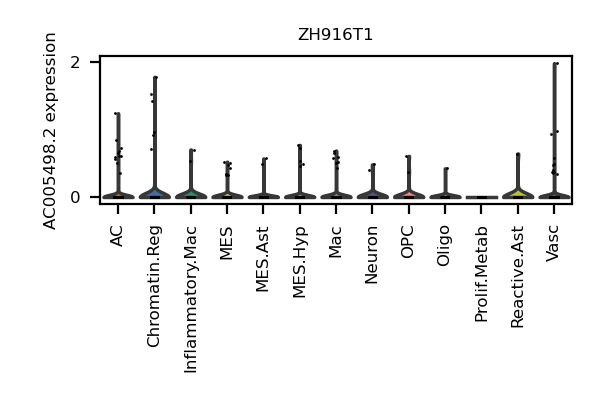 ZH916T1
AC005498.2 expression
2
0
AC
Chromatin.Reg
Inflammatory.Mac
MES
MES.Ast
MES.Hyp
Mac
Neuron
OPC
Oligo
Prolif.Metab
Reactive.Ast
Vasc